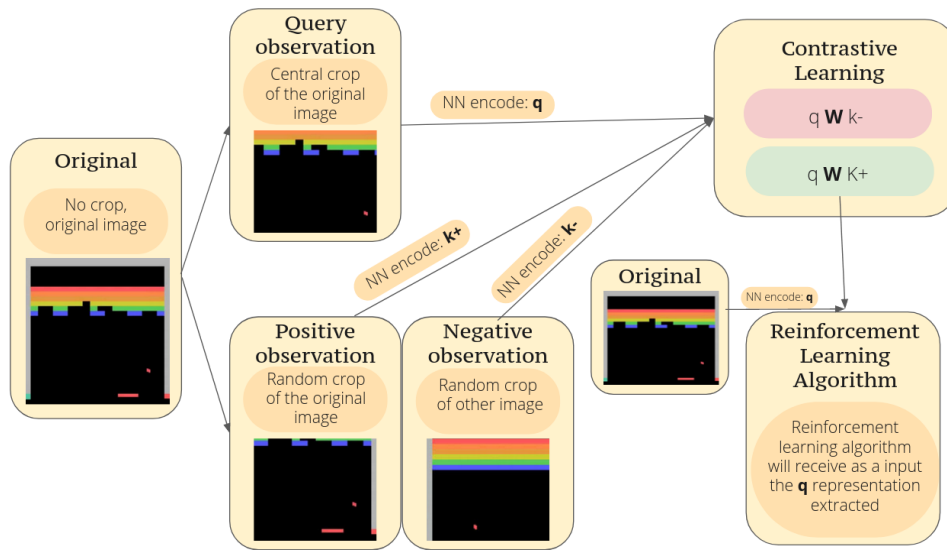 Original
No crop,
original image
Query
observation
Central crop
of the original
image
NN encode: q
NN encode: k+
NN encode: k-
Positive
observation
Random crop
of the original
image
Negative
observation
Random crop
of other image
Contrastive
Learning
q W k-
q W K+
Original
NN encode: q
Reinforcement
Learning
Algorithm
Reinforcement
learning algorithm
will receive as a input
the q representation
extracted